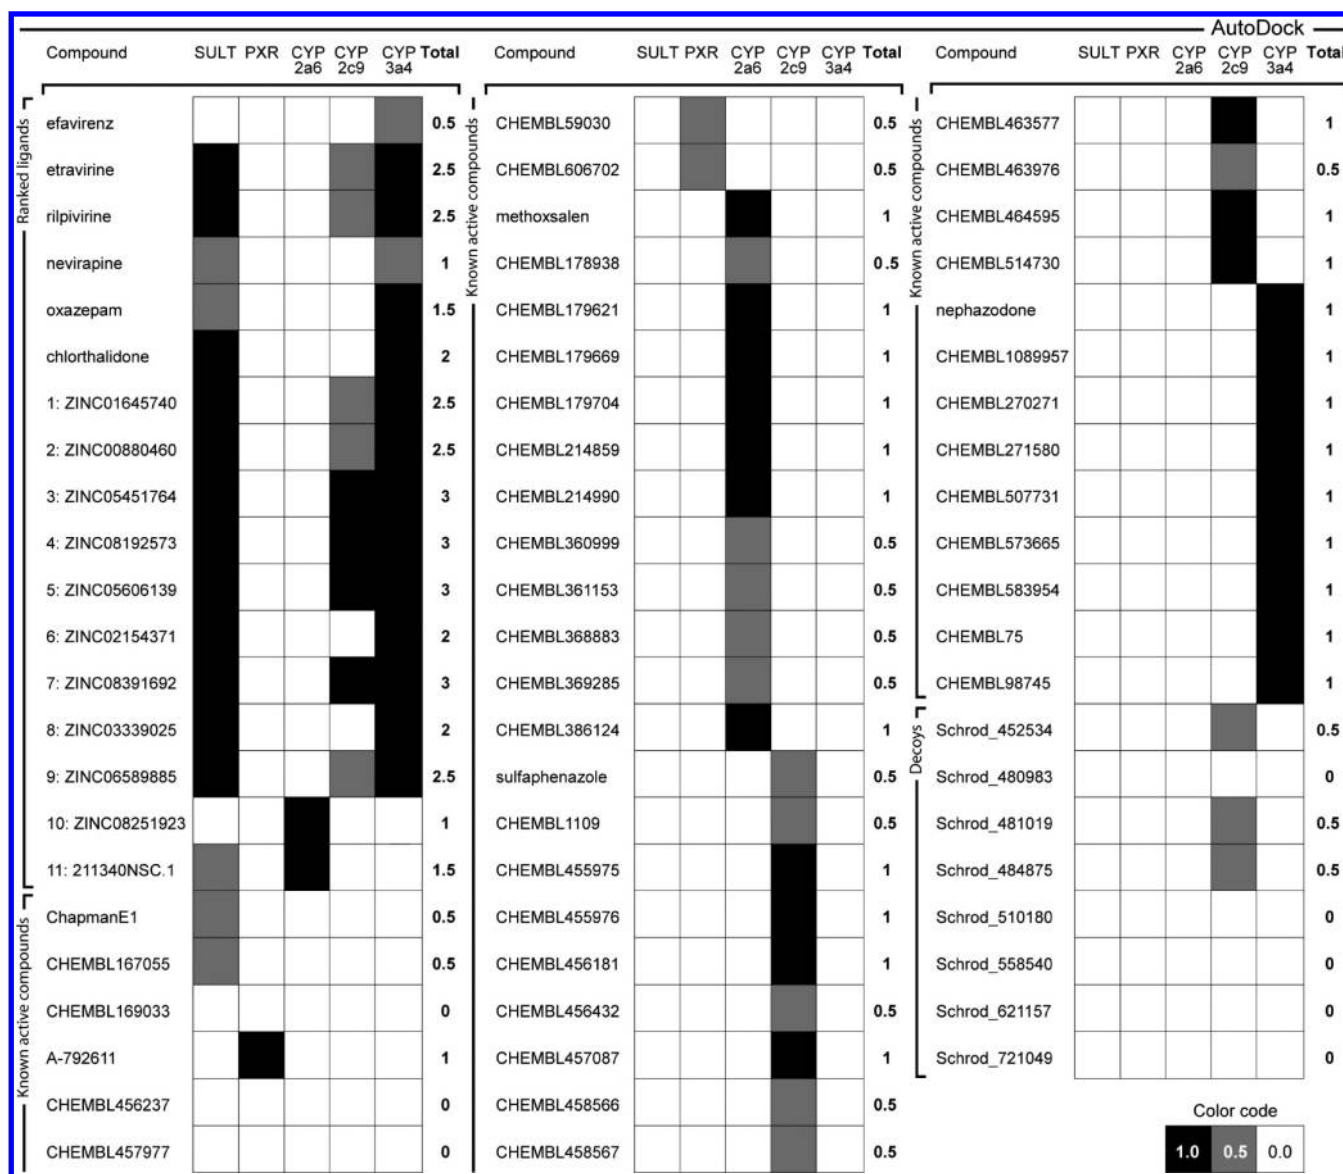 AutoDock
Compound SULT PXR CYP 2a6 CYP 2c9 CYP 3a4 Total
Ranked ligands
efavirenz 0.5
etravirine 2.5
rilpivirine 2.5
nevirapine 1
oxazepam 1.5
chlorthalidone 2
1: ZINC01645740 2.5
2: ZINC00880460 2.5
3: ZINC05451764 3
4: ZINC08192573 3
5: ZINC05606139 3
6: ZINC02154371 2
7: ZINC08391692 3
8: ZINC03339025 2
9: ZINC06589885 2.5
10: ZINC08251923 1
11: 211340NSC.1 1.5
Known active compounds
ChapmanE1 0.5
CHEMBL167055 0.5
CHEMBL169033 0
A-792611 1
CHEMBL456237 0
CHEMBL457977 0
Compound SULT PXR CYP 2a6 CYP 2c9 CYP 3a4 Total
Known active compounds
CHEMBL59030 0.5
CHEMBL606702 0.5
methoxsalen 1
CHEMBL178938 0.5
CHEMBL179621 1
CHEMBL179669 1
CHEMBL179704 1
CHEMBL214859 1
CHEMBL214990 1
CHEMBL360999 0.5
CHEMBL361153 0.5
CHEMBL368883 0.5
CHEMBL369285 0.5
CHEMBL386124 1
sulfaphenazole 0.5
CHEMBL1109 0.5
CHEMBL455975 1
CHEMBL455976 1
CHEMBL456181 1
CHEMBL456432 0.5
CHEMBL457087 1
CHEMBL458566 0.5
CHEMBL458567 0.5
Compound SULT PXR CYP 2a6 CYP 2c9 CYP 3a4 Total
Known active compounds
CHEMBL463577 1
CHEMBL463976 0.5
CHEMBL464595 1
CHEMBL514730 1
nephazodone 1
CHEMBL1089957 1
CHEMBL270271 1
CHEMBL271580 1
CHEMBL507731 1
CHEMBL573665 1
CHEMBL583954 1
CHEMBL75 1
CHEMBL98745 1
Decoys
Schrod_452534 0.5
Schrod_480983 0
Schrod_481019 0.5
Schrod_484875 0.5
Schrod_510180 0
Schrod_558540 0
Schrod_621157 0
Schrod_721049 0
Color code
1.0 0.5 0.0